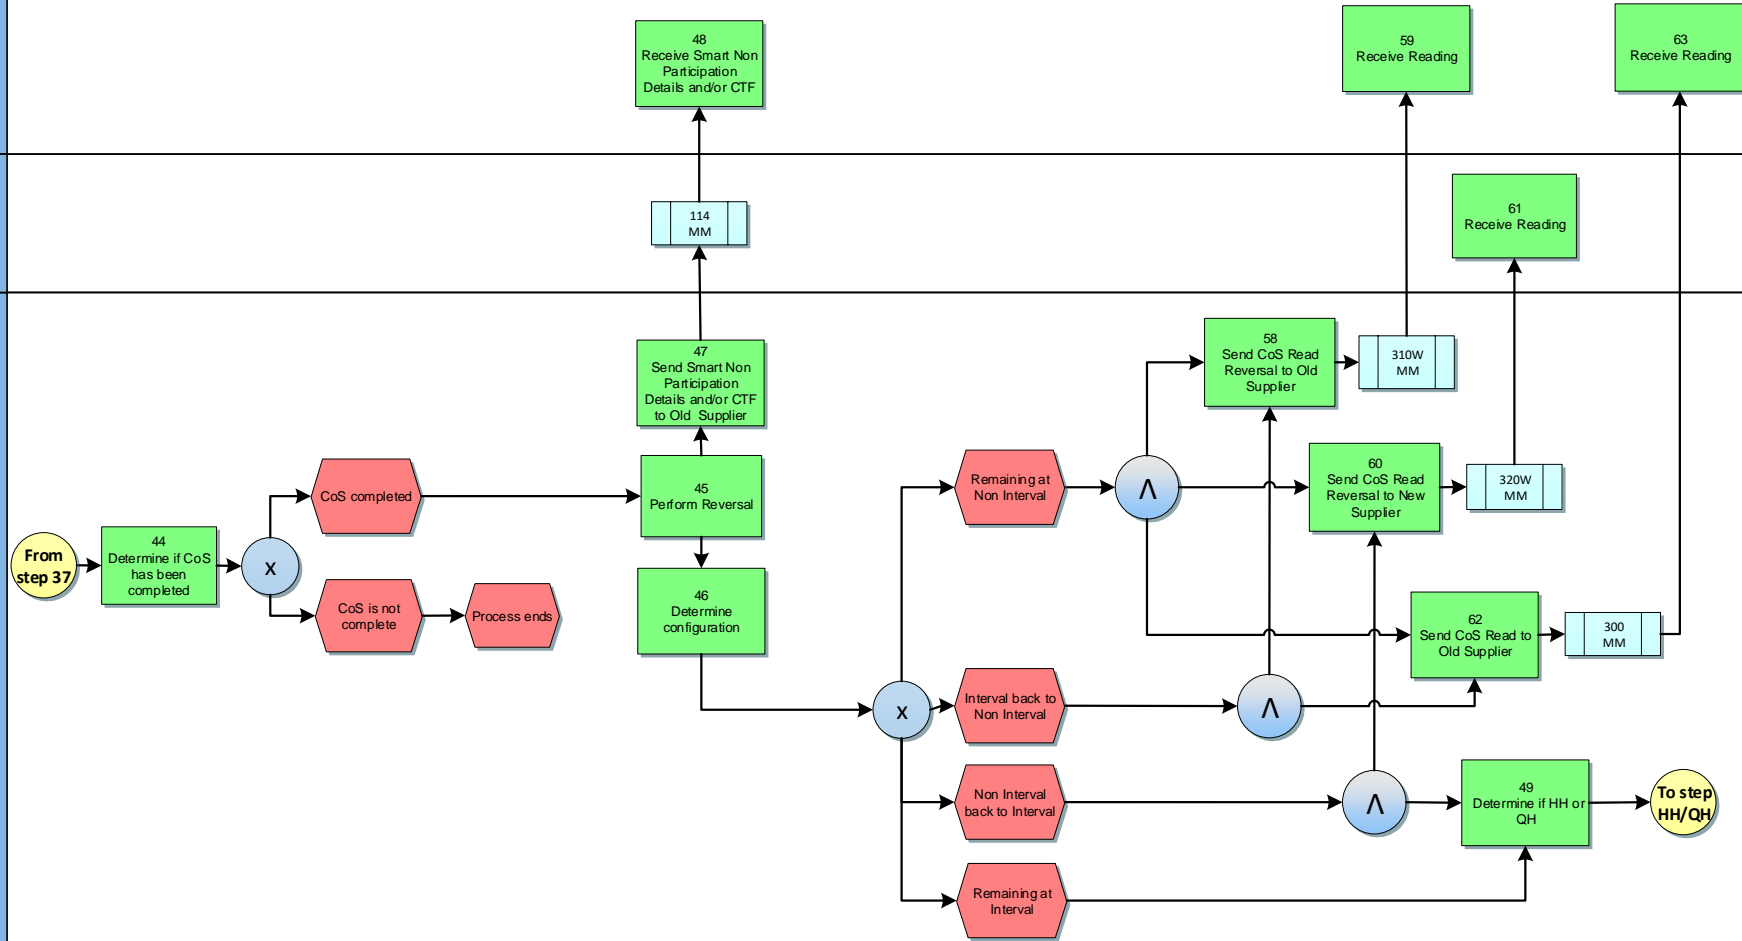 48
Receive Smart Non
Participation
Details and/or CTF
59
Receive Reading
63
Receive Reading
114
MM
61
Receive Reading
47
Send Smart Non
Participation
Details and/or CTF
to Old Supplier
58
Send CoS Read
Reversal to Old
Supplier
310W
MM
CoS completed
45
Perform Reversal
Remaining at
Non Interval
Λ
60
Send CoS Read
Reversal to New
Supplier
320W
MM
From
step 37
44
Determine if CoS
has been
completed
x
CoS is not
complete
Process ends
46
Determine
configuration
62
Send CoS Read to
Old Supplier
300
MM
x
Interval back to
Non Interval
Λ
Non Interval
back to Interval
Λ
49
Determine if HH or
QH
To step
HH/QH
Remaining at
Interval